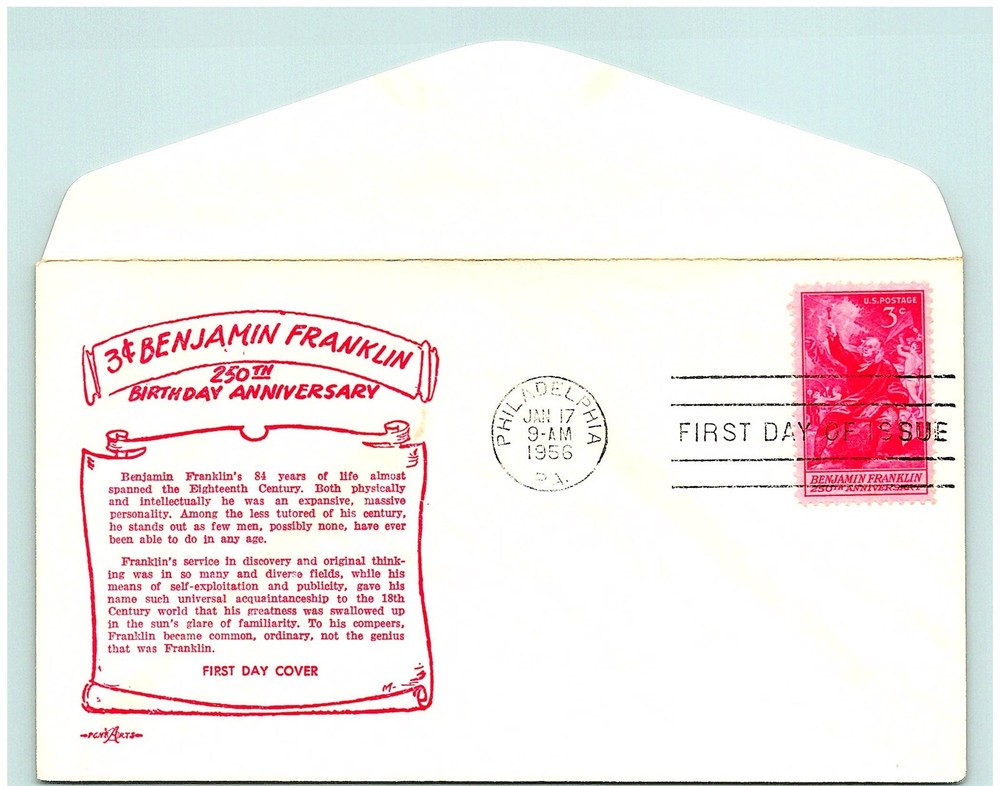 3¢ BENJAMIN FRANKLIN
250TH
BIRTHDAY ANNIVERSARY
Benjamin Franklin's 84 years of life almost
spanned the Eighteenth Century. Both physically
and intellectually he was an expansive, massive
personality. Among the less tutored of his century,
he stands out as few men, possibly none, have ever
been able to do in any age.
Franklin's service in discovery and original think-
ing was in so many and diverse fields, while his
means of self-exploitation and publicity, gave his
name such universal acquaintanceship to the 18th
Century world that his greatness was swallowed up
in the sun's glare of familiarity. To his compeers,
Franklin became common, ordinary, not the genius
that was Franklin.
FIRST DAY COVER
M-
ARTS
PHILADELPHIA
JAN 17
9-AM
1956
PA.
U.S. POSTAGE
3¢
FIRST DAY OF ISSUE
BENJAMIN FRANKLIN
250TH ANNIVERSARY